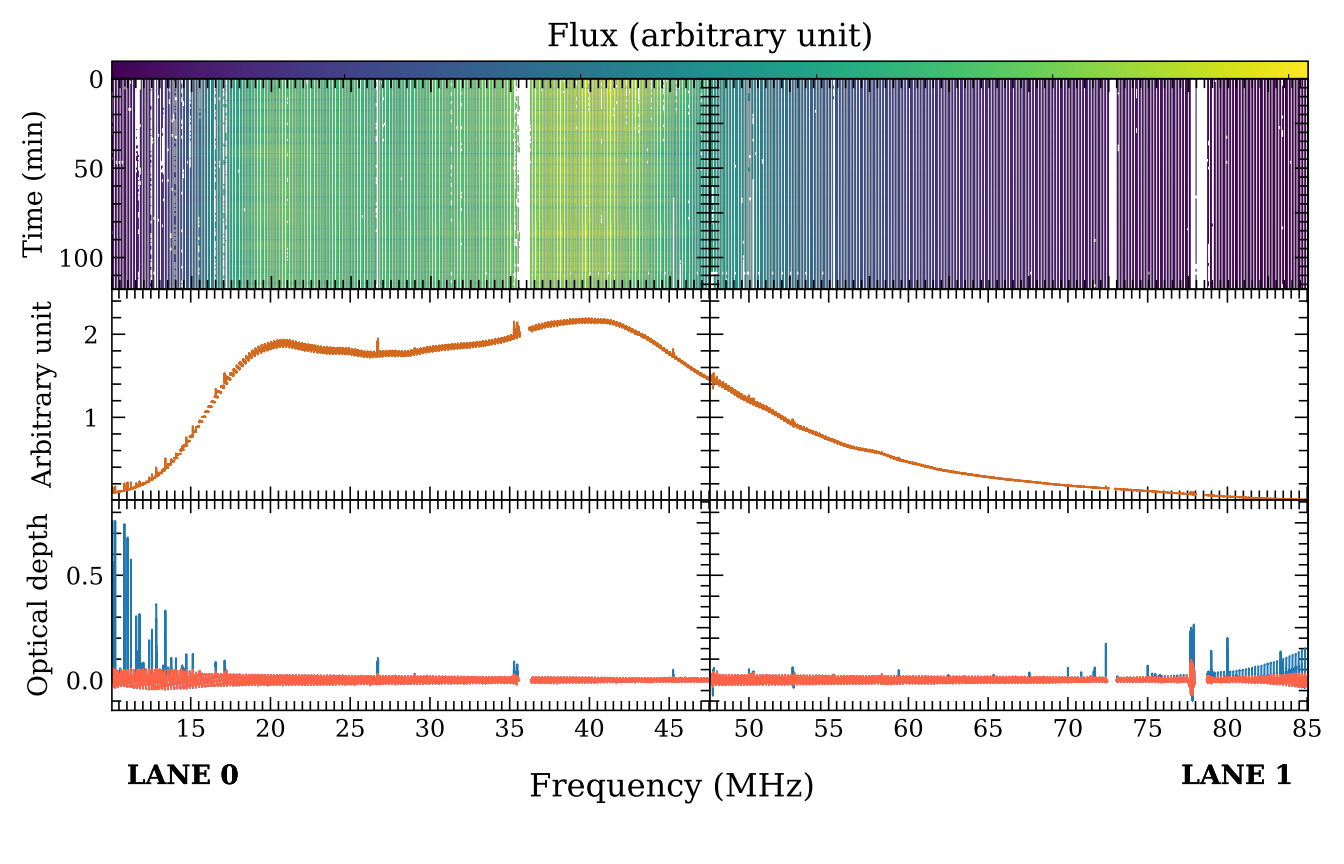 Flux (arbitrary unit)
Time (min)
0
50
100
Arbitrary unit
2
1
Optical depth
0.5
0.0
15 20 25 30 35 40 45 50 55 60 65 70 75 80 85
LANE 0
Frequency (MHz)
LANE 1